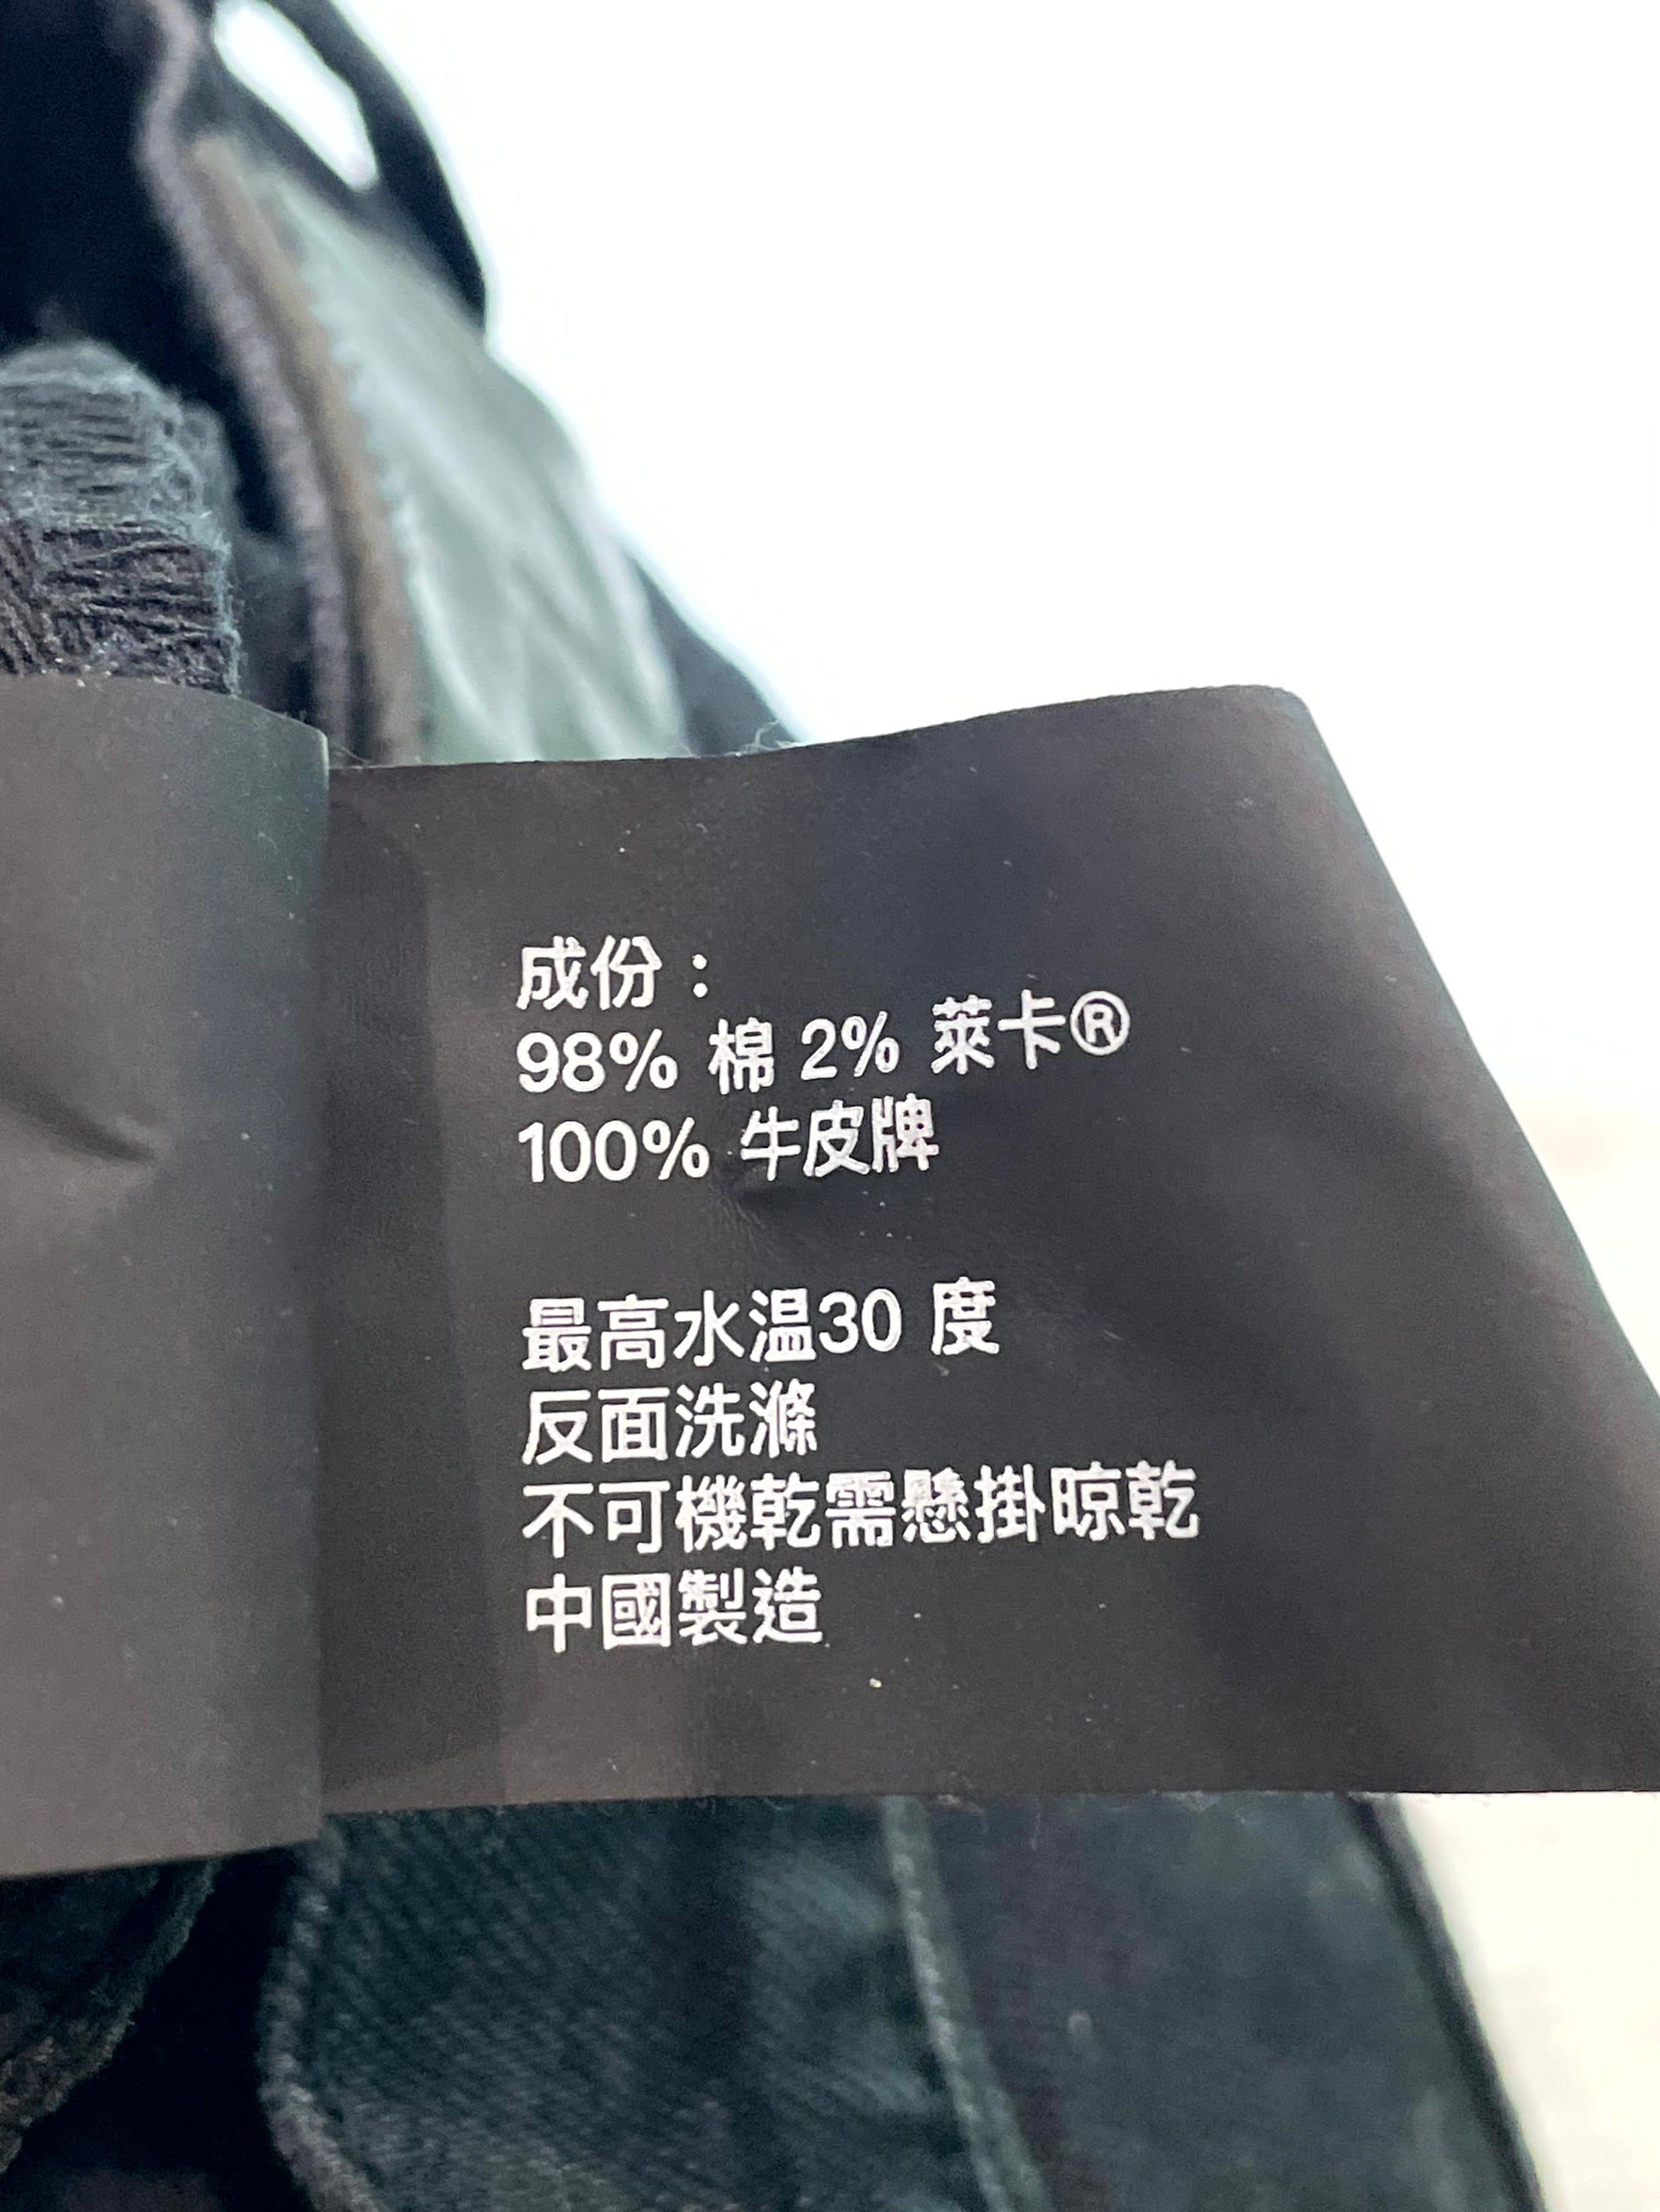 成份：
98% 棉 2% 萊卡®
100% 牛皮牌
最高水温30 度
反面洗滌
不可機乾需懸掛晾乾
中國製造